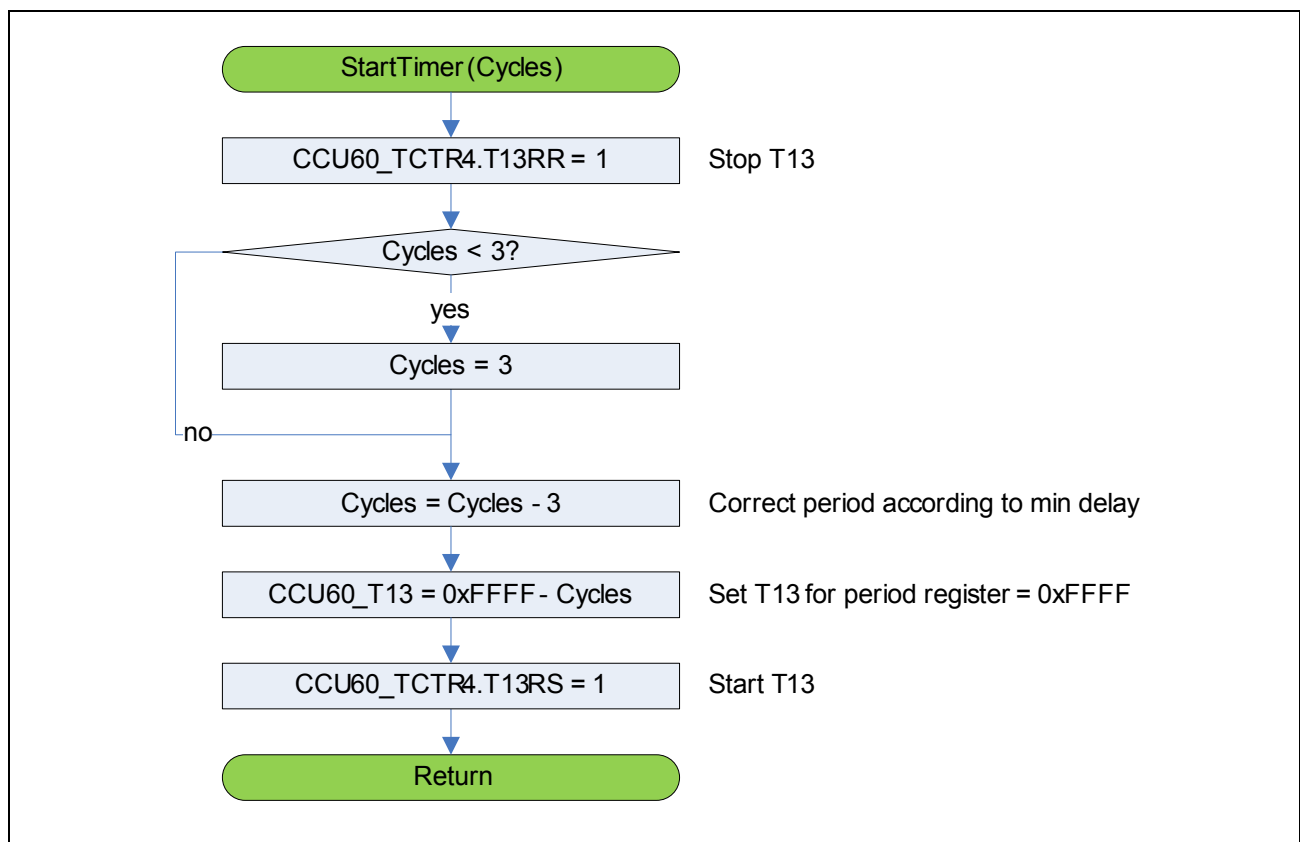 StartTimer(Cycles)
CCU60_TCTR4.T13RR = 1
Stop T13
Cycles < 3?
yes
Cycles = 3
no
Cycles = Cycles - 3
Correct period according to min delay
CCU60_T13 = 0xFFFF - Cycles
Set T13 for period register = 0xFFFF
CCU60_TCTR4.T13RS = 1
Start T13
Return